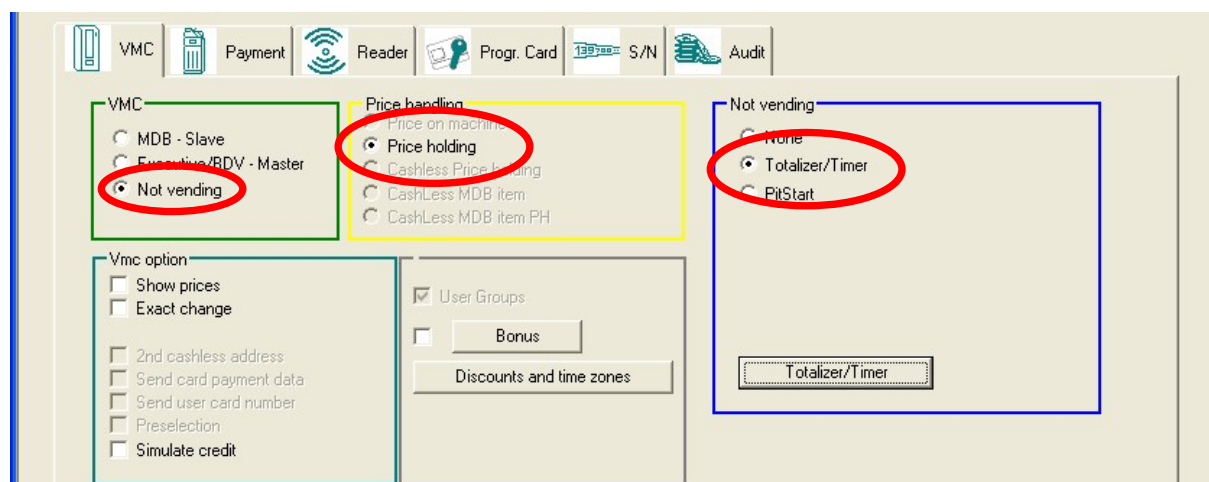 VMC Payment Reader Progr. Card S/N Audit
VMC
MDB - Slave
Executive/BDV - Master
Not vending
Price handling
Price on machine
Price holding
Cashless Price holding
CashLess MDB item
CashLess MDB item PH
Not vending
None
Totalizer/Timer
PitStart
Totalizer/Timer
Vmc option
Show prices
Exact change
2nd cashless address
Send card payment data
Send user card number
Preselection
Simulate credit
User Groups
Bonus
Discounts and time zones